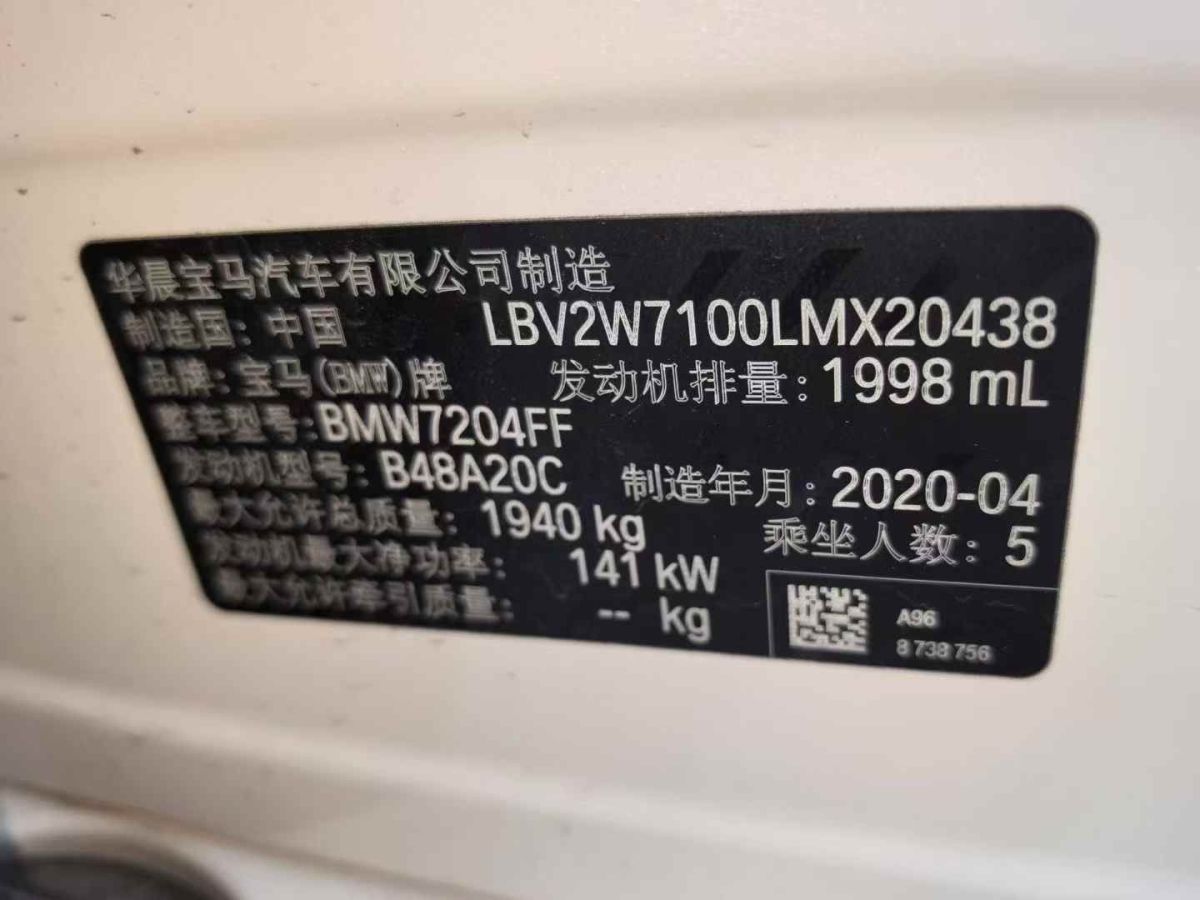 华晨宝马汽车有限公司制造
制造国：中国 LBV2W7100LMX20438
品牌：宝马(BMW)牌 发动机排量：1998 mL
整车型号：BMW7204FF
发动机型号：B48A20C 制造年月：2020-04
最大允许总质量：1940 kg 乘坐人数：5
发动机最大净功率：141 kW
最大允许牵引质量：-- kg
A96
8 738 756